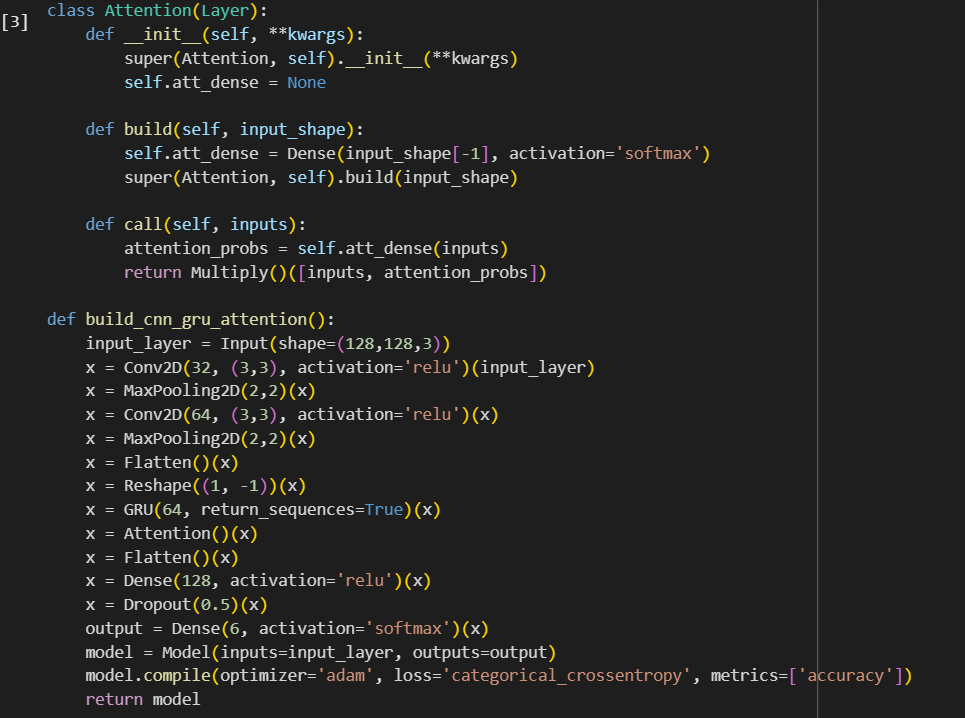 [3]
class Attention(Layer):
    def __init__(self, **kwargs):
        super(Attention, self).__init__(**kwargs)
        self.att_dense = None

    def build(self, input_shape):
        self.att_dense = Dense(input_shape[-1], activation='softmax')
        super(Attention, self).build(input_shape)

    def call(self, inputs):
        attention_probs = self.att_dense(inputs)
        return Multiply()([inputs, attention_probs])

def build_cnn_gru_attention():
    input_layer = Input(shape=(128,128,3))
    x = Conv2D(32, (3,3), activation='relu')(input_layer)
    x = MaxPooling2D(2,2)(x)
    x = Conv2D(64, (3,3), activation='relu')(x)
    x = MaxPooling2D(2,2)(x)
    x = Flatten()(x)
    x = Reshape((1, -1))(x)
    x = GRU(64, return_sequences=True)(x)
    x = Attention()(x)
    x = Flatten()(x)
    x = Dense(128, activation='relu')(x)
    x = Dropout(0.5)(x)
    output = Dense(6, activation='softmax')(x)
    model = Model(inputs=input_layer, outputs=output)
    model.compile(optimizer='adam', loss='categorical_crossentropy', metrics=['accuracy'])
    return model